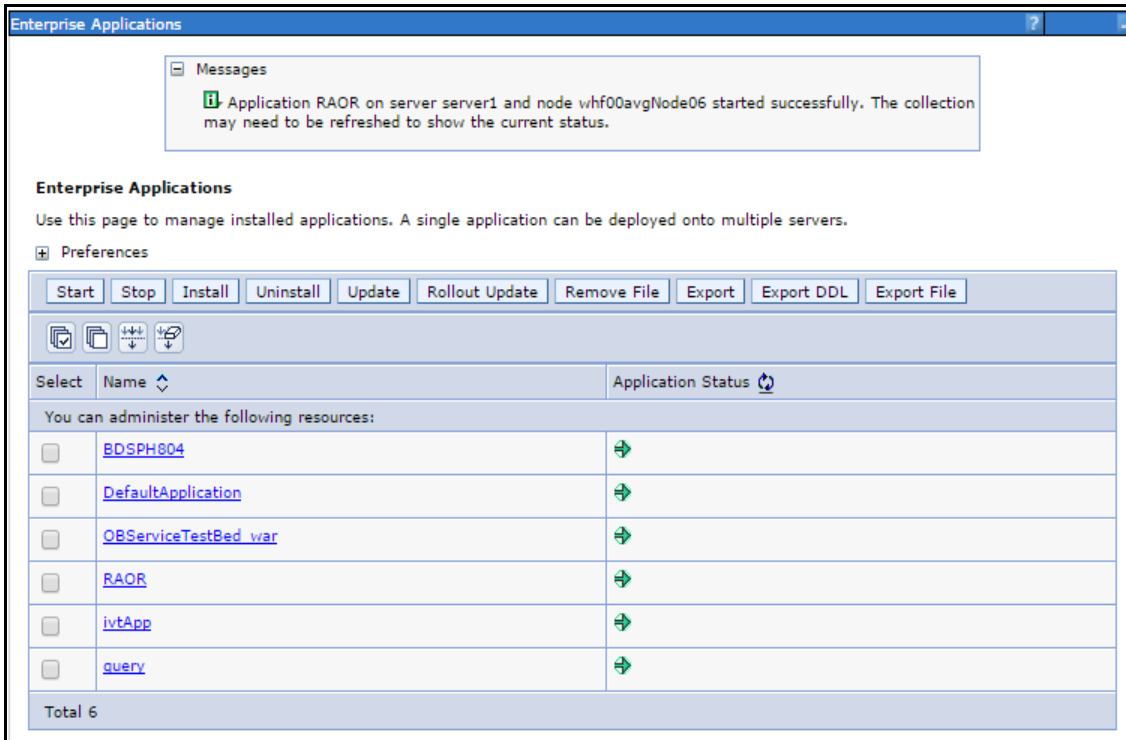 Enterprise Applications ?
Messages
Application RAOR on server server1 and node whf00avgNode06 started successfully. The collection
may need to be refreshed to show the current status.
Enterprise Applications
Use this page to manage installed applications. A single application can be deployed onto multiple servers.
Preferences
Start Stop Install Uninstall Update Rollout Update Remove File Export Export DDL Export File
Select Name Application Status
You can administer the following resources:
BDSPH804
DefaultApplication
OBServiceTestBed_war
RAOR
ivtApp
query
Total 6